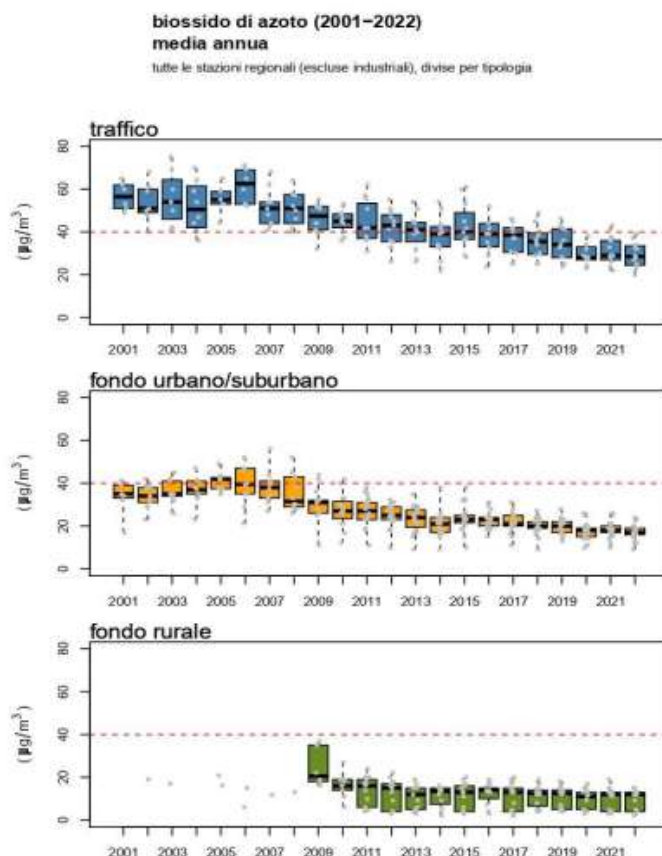 biossido di azoto (2001−2022)
media annua
tutte le stazioni regionali (escluse industriali), divise per tipologia
traffico
80
60
40
20
0
(µg/m³)
2001 2003 2005 2007 2009 2011 2013 2015 2017 2019 2021
fondo urbano/suburbano
80
60
40
20
0
(µg/m³)
2001 2003 2005 2007 2009 2011 2013 2015 2017 2019 2021
fondo rurale
80
60
40
20
0
(µg/m³)
2001 2003 2005 2007 2009 2011 2013 2015 2017 2019 2021